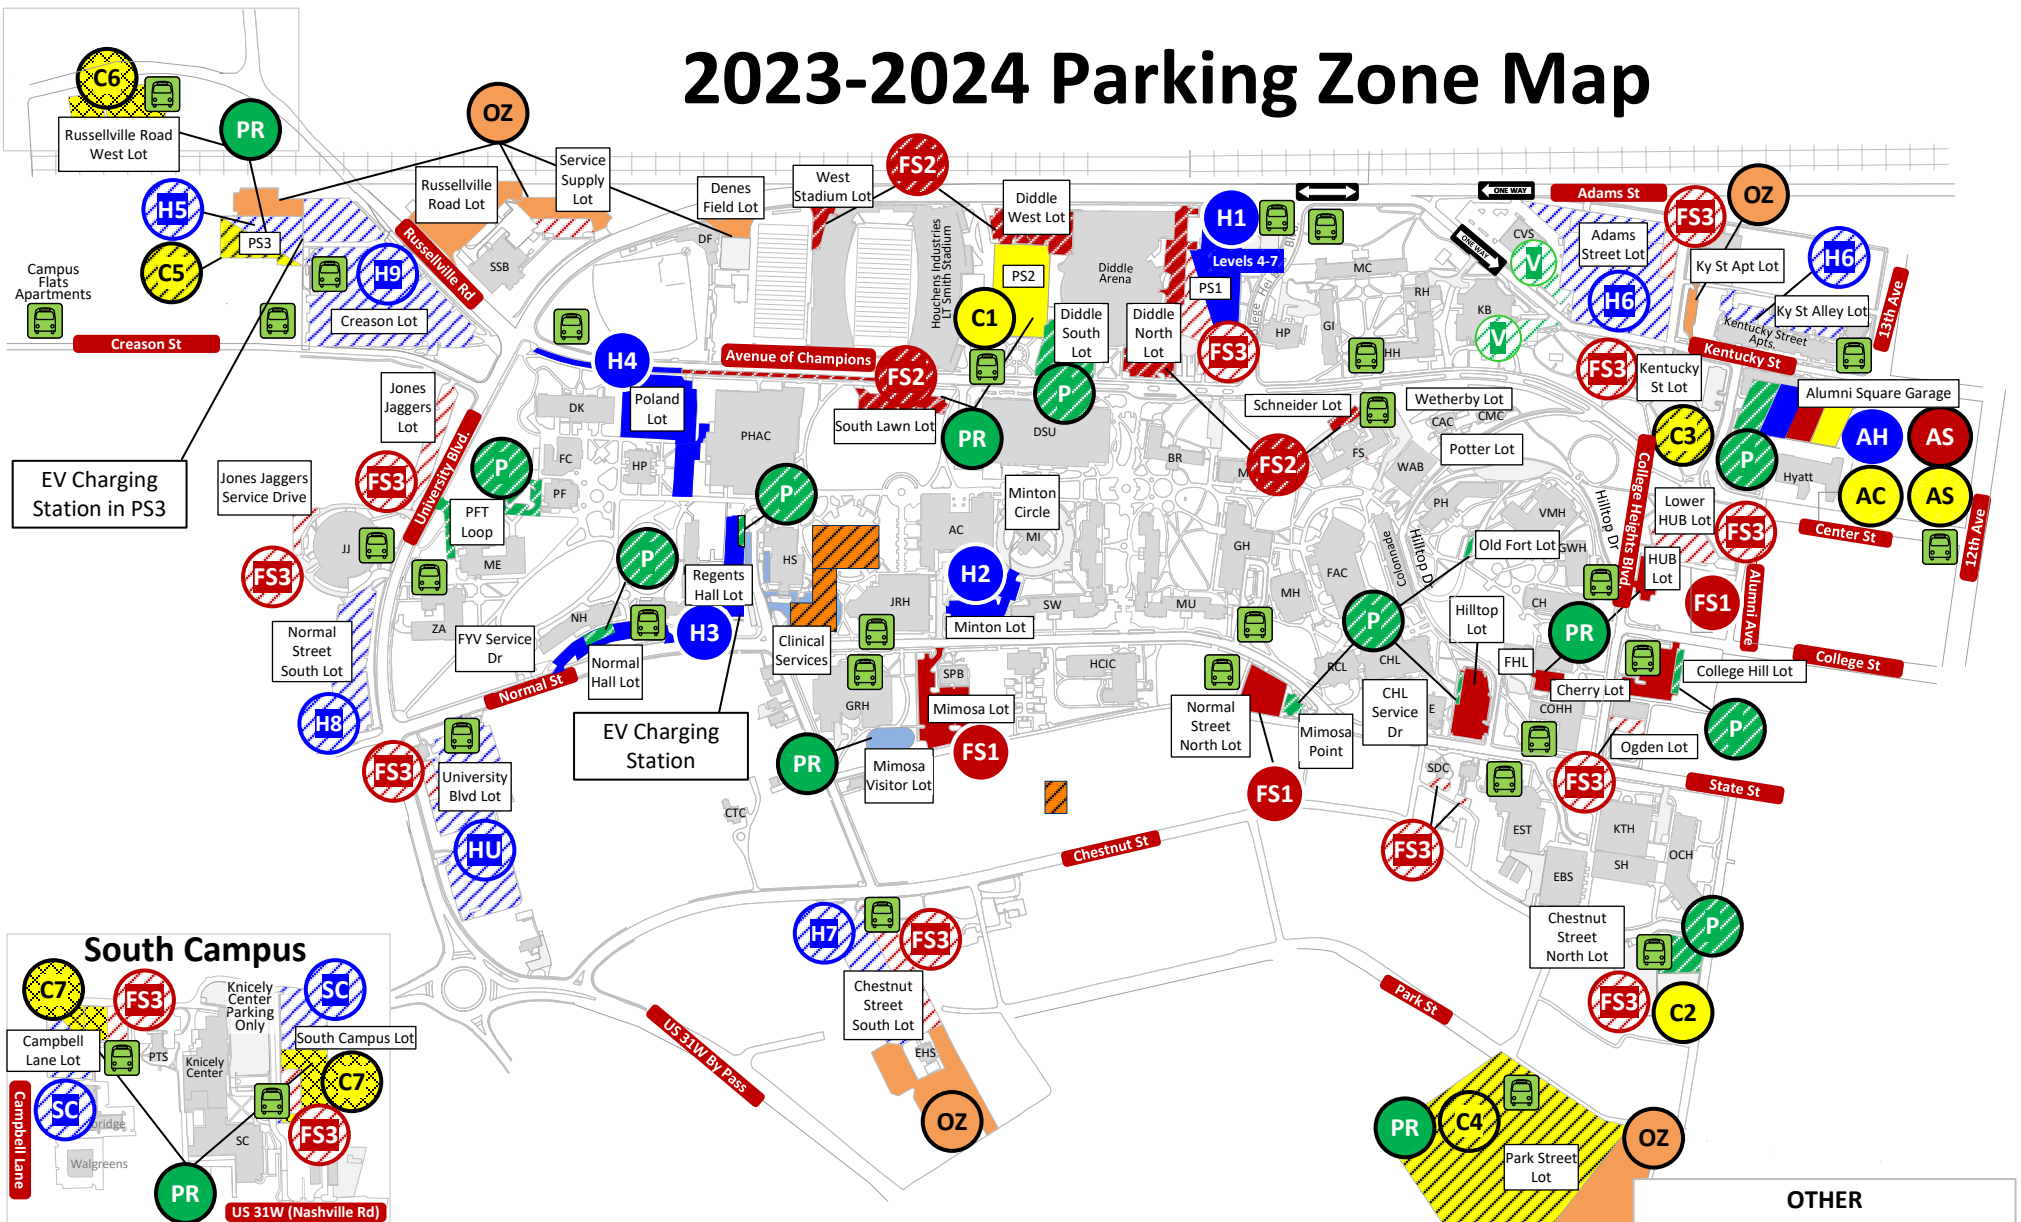 2023-2024 Parking Zone Map
C6
Russellville Road
West Lot
PR
OZ
Service
Supply
Lot
Russellville
Road Lot
Denes
Field Lot
West
Stadium Lot
FS2
Diddle
West Lot
H1
Levels 4-7
PS1
ONE WAY
Adams St
FS3
OZ
H5
PS3
C5
Campus
Flats
Apartments
H9
Creason Lot
Creason St
Russellville Rd
SSB
DF
Houchens Industries
LT Smith Stadium
PS2
C1
Diddle
Arena
Diddle
South
Lot
Diddle
North
Lot
FS3
MC
RH
GI
HP
HH
College He
Blvd
ONE WAY
CVS
V
KB
V
Adams
Street Lot
H6
Ky St Apt Lot
H6
Ky St Alley Lot
Kentucky Street
Apts.
13th Ave
Kentucky St
FS3
Kentucky
St Lot
Alumni Square Garage
AH
AS
AC
AS
C3
P
Hyatt
Center St
12th Ave
H4
Avenue of Champions
FS2
South Lawn Lot
PR
P
DSU
Poland
Lot
PHAC
DK
FC
HP
PF
P
PFT
Loop
ME
Jones
Jaggers
Lot
University Blvd.
FS3
EV Charging
Station in PS3
Jones Jaggers
Service Drive
JJ
FS3
ZA
Normal
Street
South Lot
H8
FYV Service
Dr
NH
P
Normal
Hall Lot
Normal St
H3
Regents
Hall Lot
P
HS
Clinical
Services
EV Charging
Station
Minton
Circle
AC
MI
H2
Minton Lot
JRH
SW
MU
BR
M
GH
MH
FAC
Colonnade
Hilltop Dr
Schneider Lot
FS2
FS
Wetherby Lot
CMC
CAC
Potter Lot
WAB
PH
VMH
GWH
Hilltop Dr
College Heights Blvd
Old Fort Lot
Lower
HUB Lot
FS3
HUB
Lot
FS1
Alumni Ave
P
Hilltop
Lot
CH
PR
FHL
Cherry Lot
COHH
College St
College Hill Lot
P
Ogden Lot
FS3
State St
RCL
CHL
CHL
Service
Dr
E
Normal
Street
North Lot
FS1
Mimosa
Point
SPB
Mimosa Lot
FS1
GRH
PR
Mimosa
Visitor Lot
HCIC
CTC
FS3
University
Blvd Lot
HU
SDC
FS3
EST
KTH
SH
EBS
OCH
Chestnut
Street
North Lot
P
FS3
C2
Chestnut St
H7
FS3
Chestnut
Street
South Lot
EHS
OZ
US 31W By Pass
Park St
PR
C4
Park Street
Lot
OZ
OTHER
South Campus
C7
FS3
Knicely
Center
Parking
Only
SC
Campbell
Lane Lot
PTS
Knicely
Center
South Campus Lot
C7
FS3
SC
bridge
Walgreens
SC
PR
Campbell Lane
US 31W (Nashville Rd)